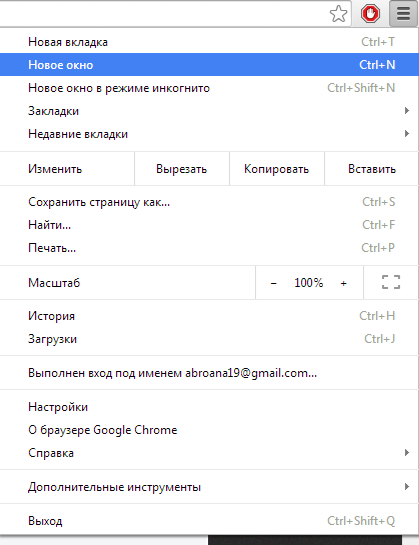 Новая вкладка Ctrl+T
Новое окно Ctrl+N
Новое окно в режиме инкогнито Ctrl+Shift+N
Закладки
Недавние вкладки
Изменить Вырезать Копировать Вставить
Сохранить страницу как... Ctrl+S
Найти... Ctrl+F
Печать... Ctrl+P
Масштаб − 100% +
История Ctrl+H
Загрузки Ctrl+J
Выполнен вход под именем abroana19@gmail.com...
Настройки
О браузере Google Chrome
Справка
Дополнительные инструменты
Выход Ctrl+Shift+Q